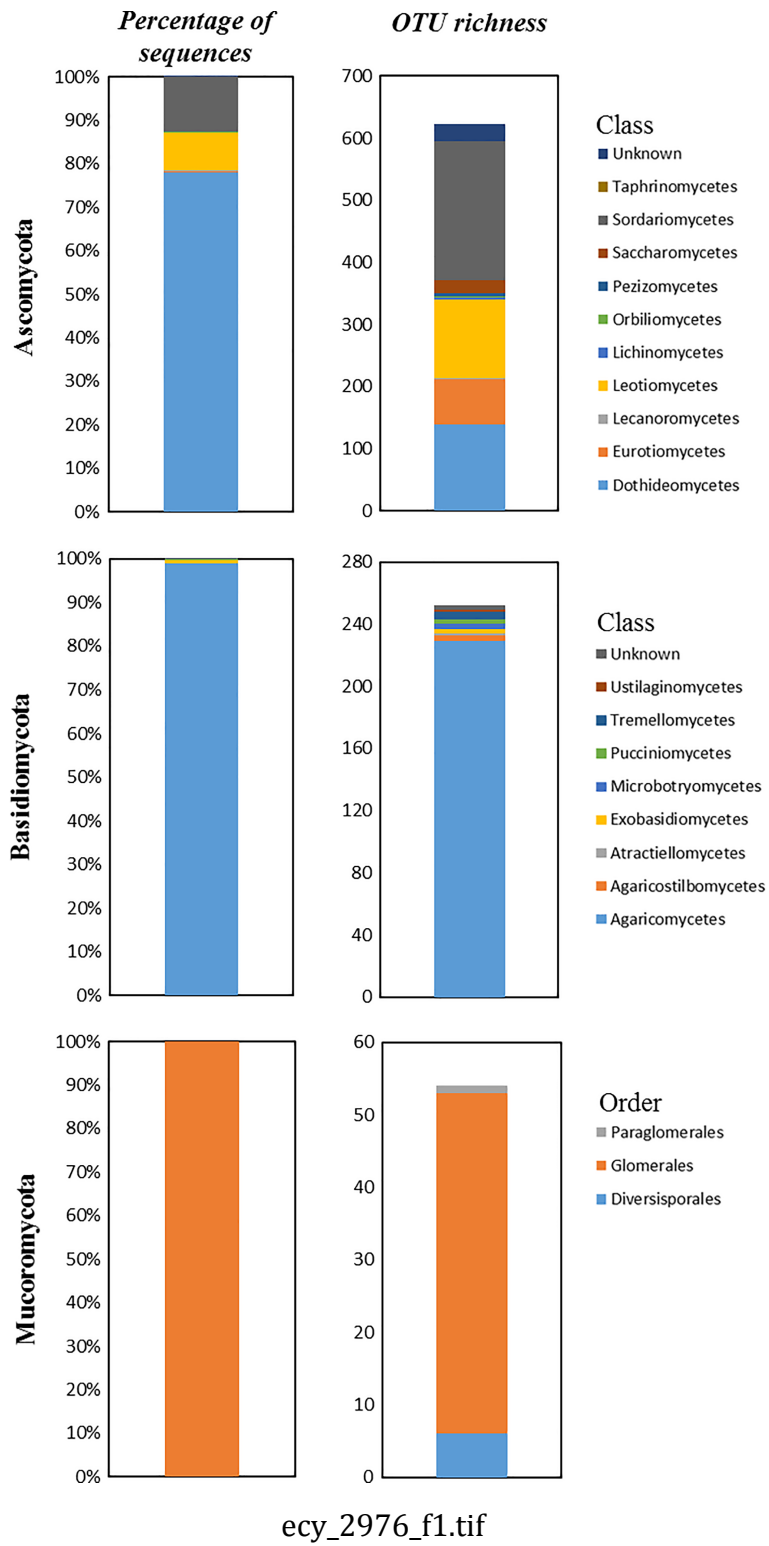 Percentage of
sequences
OTU richness
Ascomycota
100%
90%
80%
70%
60%
50%
40%
30%
20%
10%
0%
700
600
500
400
300
200
100
0
Class
Unknown
Taphrinomycetes
Sordariomycetes
Saccharomycetes
Pezizomycetes
Orbiliomycetes
Lichinomycetes
Leotiomycetes
Lecanoromycetes
Eurotiomycetes
Dothideomycetes
Basidiomycota
100%
90%
80%
70%
60%
50%
40%
30%
20%
10%
0%
280
240
200
160
120
80
40
0
Class
Unknown
Ustilaginomycetes
Tremellomycetes
Pucciniomycetes
Microbotryomycetes
Exobasidiomycetes
Atractiellomycetes
Agaricostilbomycetes
Agaricomycetes
Mucoromycota
100%
90%
80%
70%
60%
50%
40%
30%
20%
10%
0%
60
50
40
30
20
10
0
Order
Paraglomerales
Glomerales
Diversisporales
ecy_2976_f1.tif